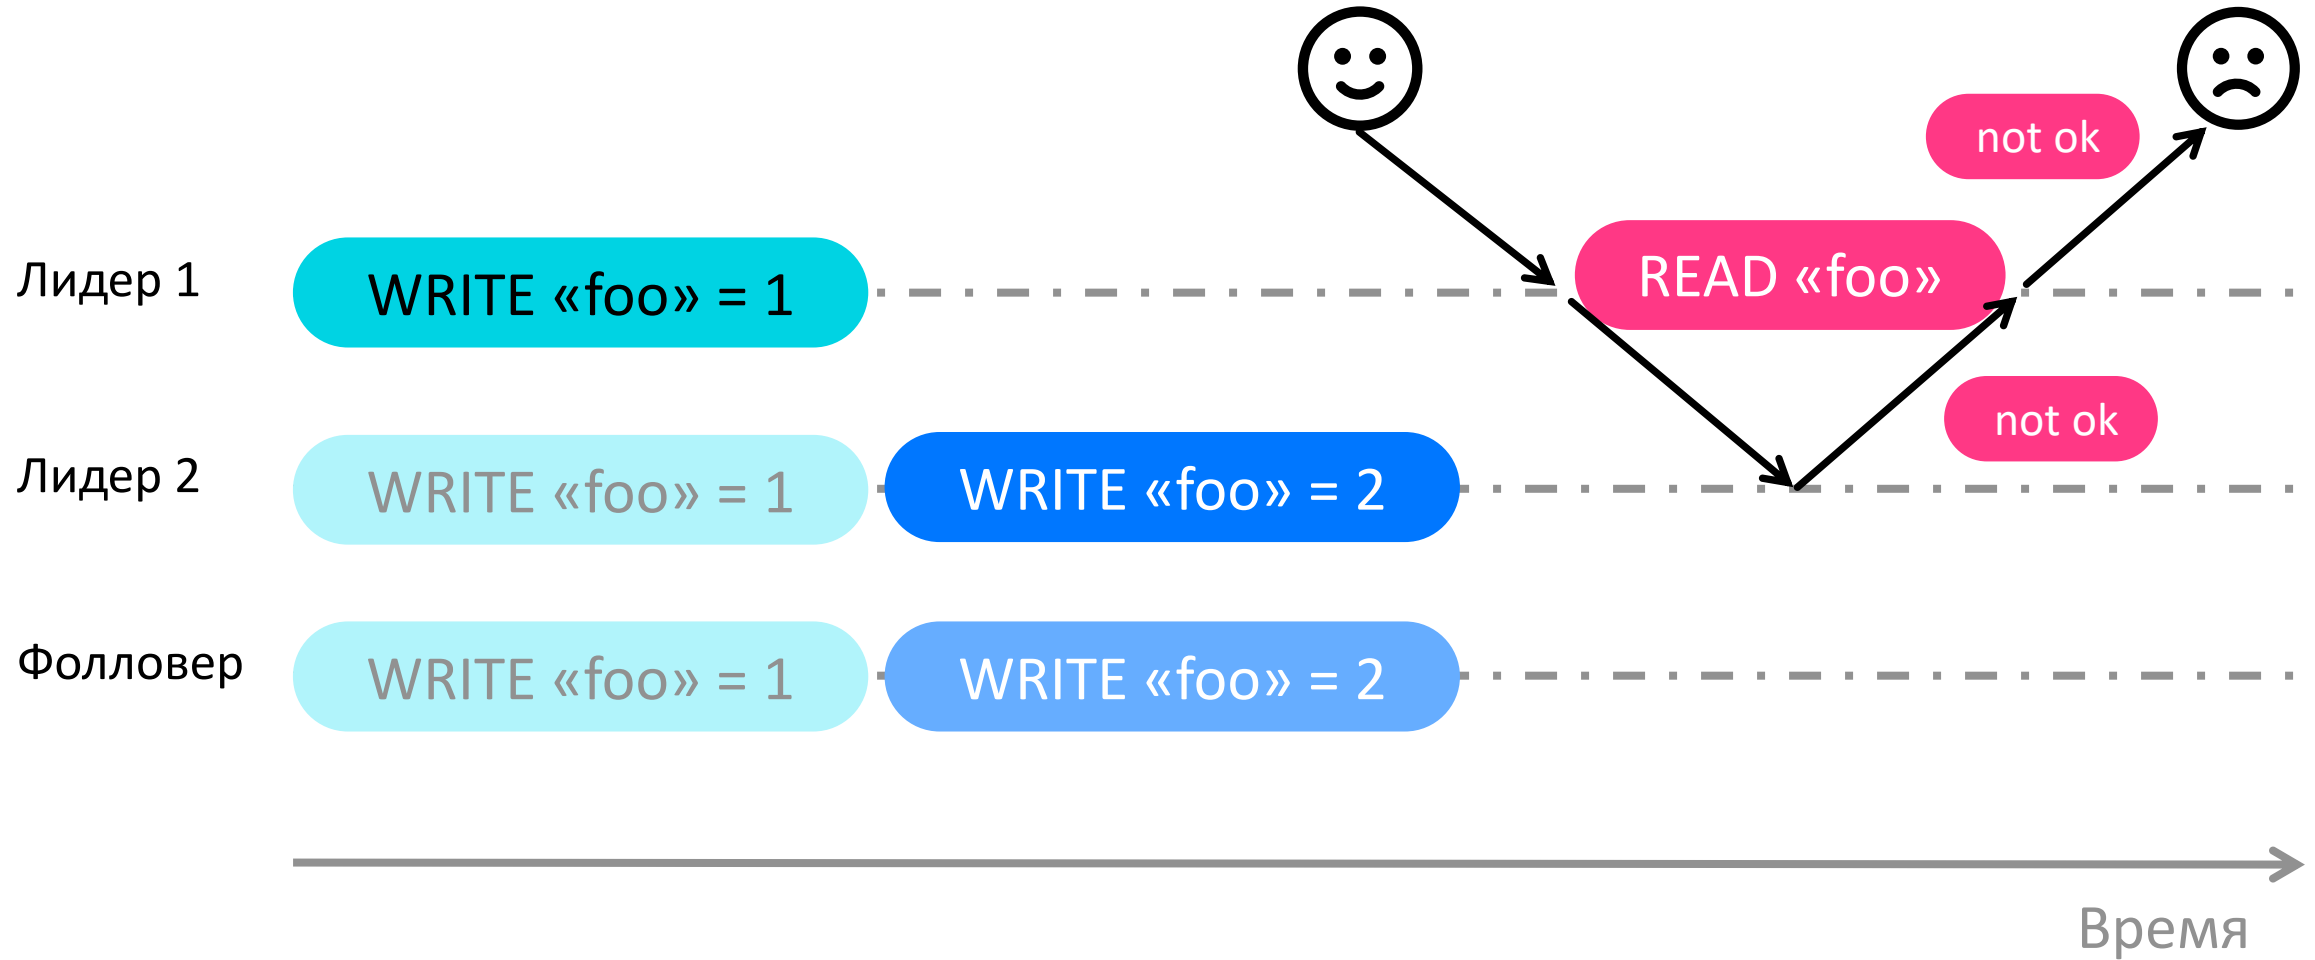 not ok
Лидер 1
WRITE «foo» = 1
READ «foo»
not ok
Лидер 2
WRITE «foo» = 1
WRITE «foo» = 2
Фолловер
WRITE «foo» = 1
WRITE «foo» = 2
Время